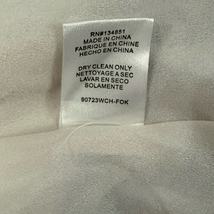 RN#134851
MADE IN CHINA
FABRIQUE EN CHINE
HECHO EN CHINA
DRY CLEAN ONLY
NETTOYAGE A SEC
LAVAR EN SECO
SOLAMENTE
90723WCH-FOK